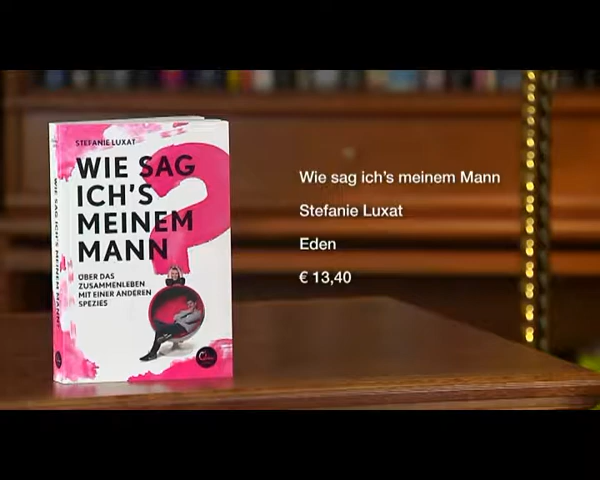 STEFANIE LUXAT
WIE SAG
ICH'S
MEINEM
MANN
ÜBER DAS
ZUSAMMENLEBEN
MIT EINER ANDEREN
SPEZIES
WIE SAG ICH'S MEINEM MANN?
Wie sag ich's meinem Mann
Stefanie Luxat
Eden
€ 13,40